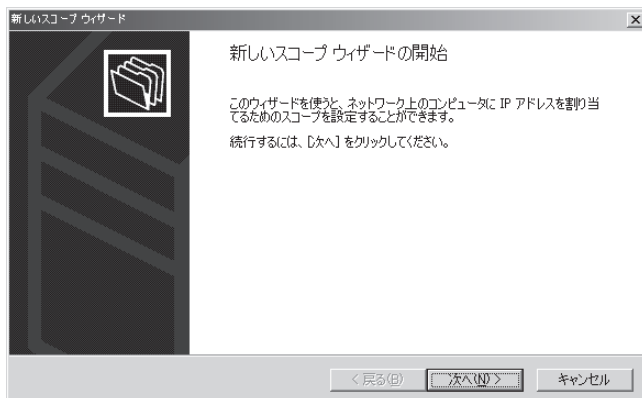 新しいスコープ ウィザード
新しいスコープ ウィザードの開始
このウィザードを使うと、ネットワーク上のコンピュータに IP アドレスを割り当
てるためのスコープを設定することができます。
続行するには、[次へ] をクリックしてください。
< 戻る(B)
次へ(N) >
キャンセル